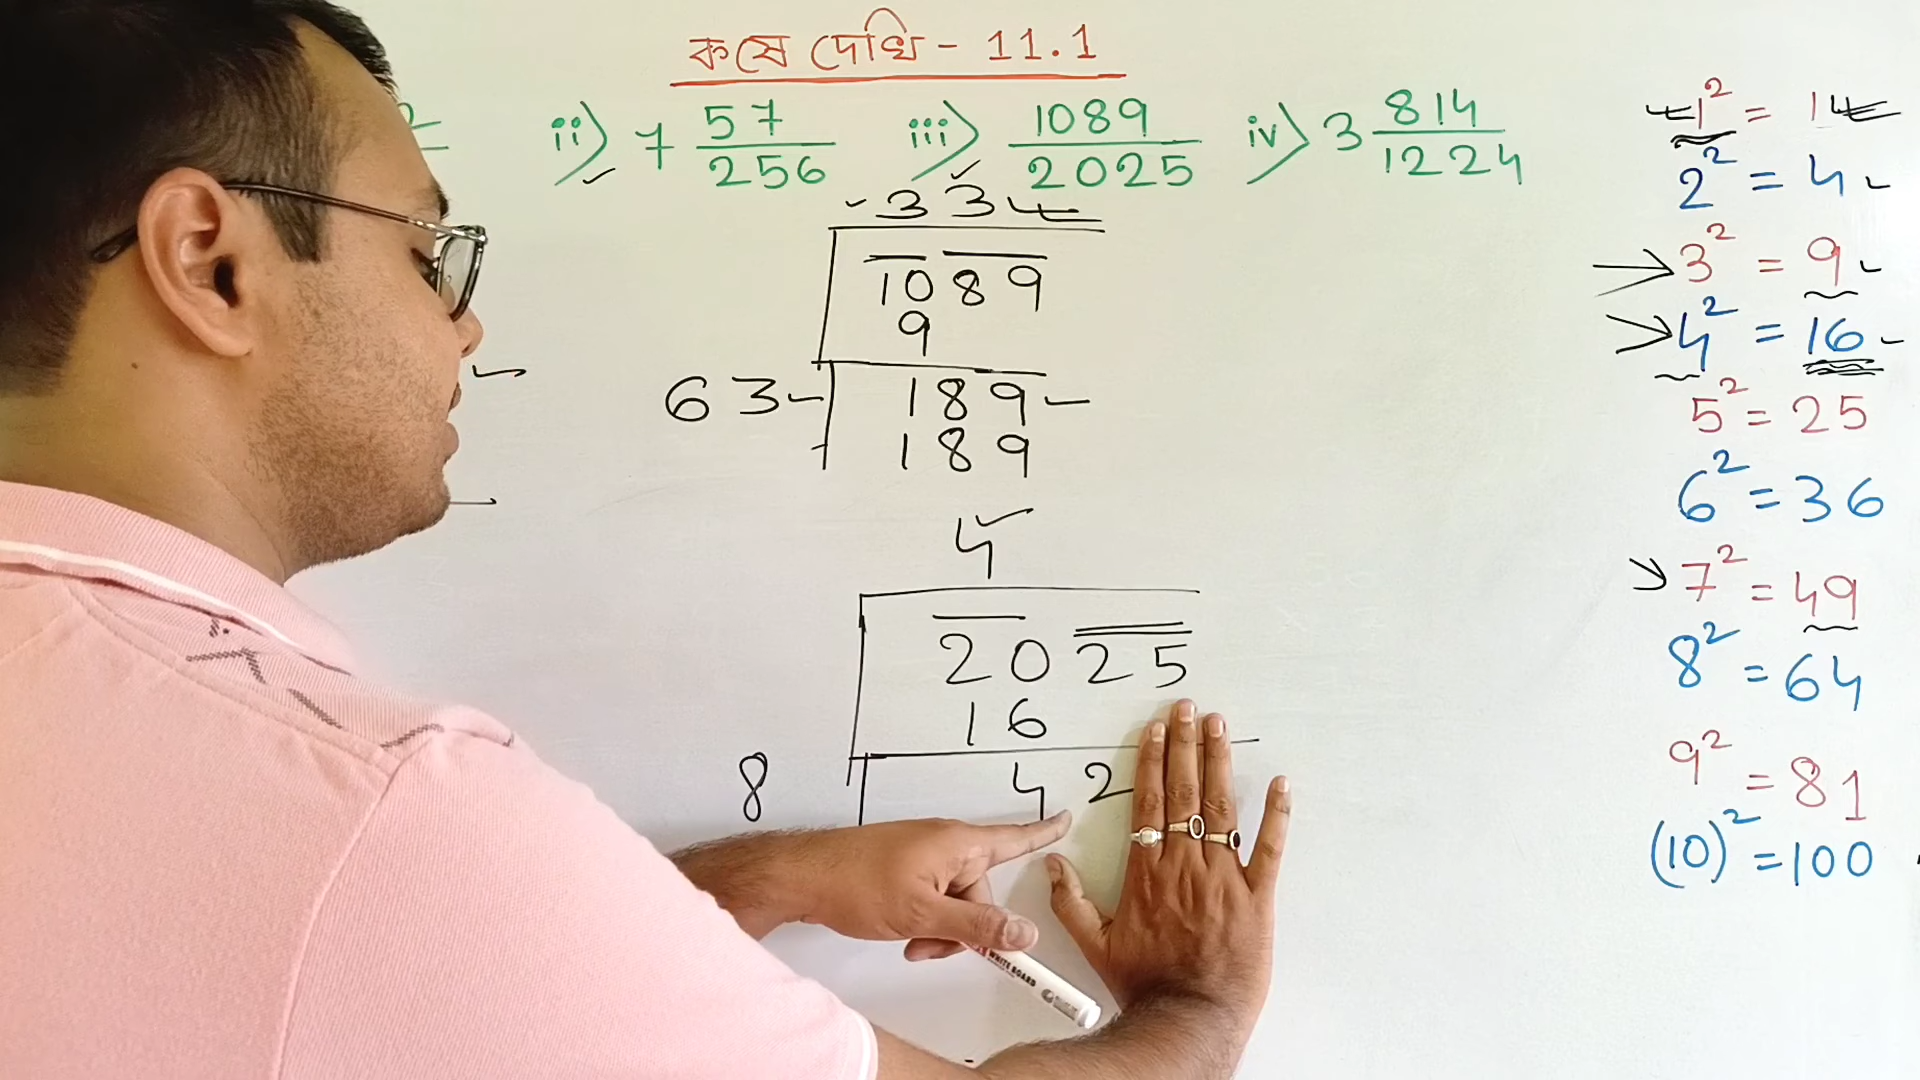 কষে দেখি - 11.1
ii) 7 57/256 iii) 1089/2025 iv) 3 814/1224
33
1089
9
63 189
189
4
2025
16
8 42
1² = 1
2² = 4
3² = 9
4² = 16
5² = 25
6² = 36
7² = 49
8² = 64
9² = 81
(10)² = 100
WHITE BOARD